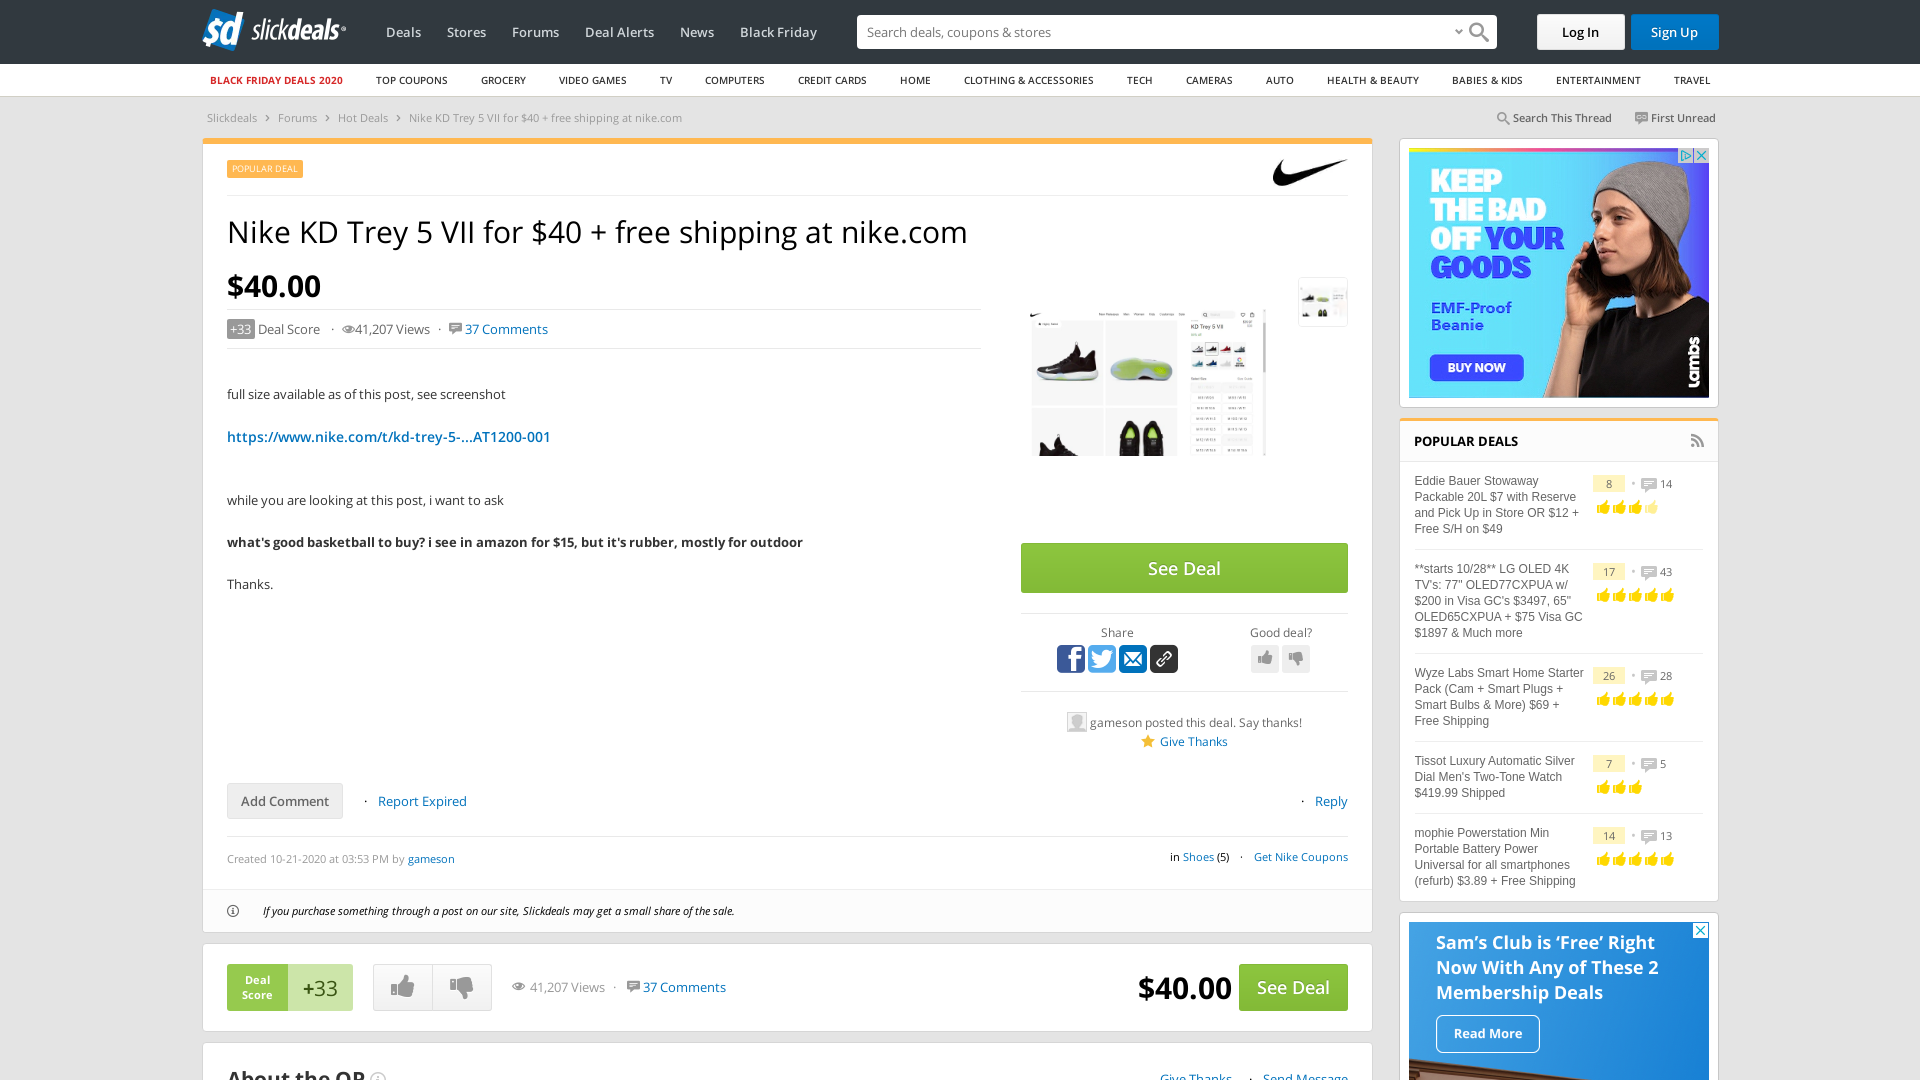 slickdeals
Deals
Stores
Forums
Deal Alerts
News
Black Friday
Search deals, coupons & shops
Log In
Sign Up
BLACK FRIDAY DEALS 2020
TOP COUPONS
GROCERY
VIDEO GAMES
TV
COMPUTERS
CREDIT CARDS
HOME
CLOTHING & ACCESSORIES
TECH
CAMERAS
AUTO
HEALTH & BEAUTY
BABIES & KIDS
ENTERTAINMENT
TRAVEL
Slickdeals › Forums › Hot Deals › Nike KD Trey 5 VII for $40 + free shipping at nike.com
Search This Thread
First Unread
POPULAR DEAL
Nike KD Trey 5 VII for $40 + free shipping at nike.com
$40.00
+33 Deal Score · 41,207 Views · 37 Comments
full size available as of this post, see screenshot
https://www.nike.com/t/kd-trey-5-...AT1200-001
while you are looking at this post, i want to ask
what's good basketball to buy? i see in amazon for $15, but it's rubber, mostly for outdoor
Thanks.
KD Trey 5 VII
See Deal
Share
Good deal?
gameson posted this deal. Say thanks!
Give Thanks
Add Comment
· Report Expired
· Reply
Created 10-21-2020 at 03:53 PM by gameson
in Shoes (5) · Get Nike Coupons
If you purchase something through a post on our site, Slickdeals may get a small share of the sale.
Deal
Score
+33
41,207 Views · 37 Comments
$40.00
See Deal
About the OP
Give Thanks · Send Message
KEEP
THE BAD
OFF YOUR
GOODS
EMF-Proof
Beanie
BUY NOW
Lambs
POPULAR DEALS
Eddie Bauer Stowaway
Packable 20L $7 with Reserve
and Pick Up in Store OR $12 +
Free S/H on $49
8 • 14
**starts 10/28** LG OLED 4K
TV's: 77" OLED77CXPUA w/
$200 in Visa GC's $3497, 65"
OLED65CXPUA + $75 Visa GC
$1897 & Much more
17 • 43
Wyze Labs Smart Home Starter
Pack (Cam + Smart Plugs +
Smart Bulbs & More) $69 +
Free Shipping
26 • 28
Tissot Luxury Automatic Silver
Dial Men's Two-Tone Watch
$419.99 Shipped
7 • 5
mophie Powerstation Min
Portable Battery Power
Universal for all smartphones
(refurb) $3.89 + Free Shipping
14 • 13
Sam's Club is ‘Free’ Right
Now With Any of These 2
Membership Deals
Read More